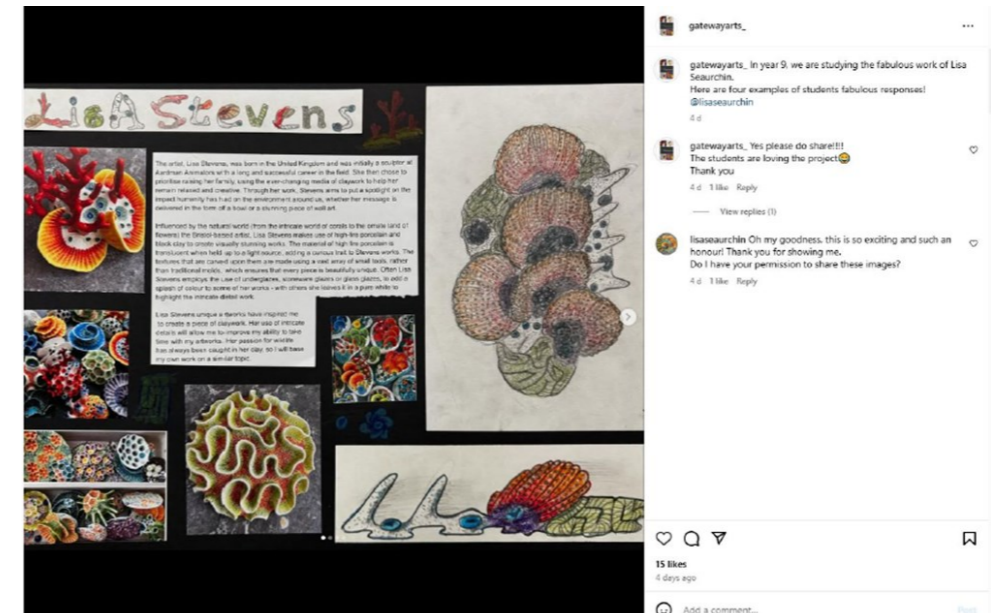 LisA Stevens
The artist, Lisa Stevens, was born in the United Kingdom and was initially a sculptor at
Aardman Animators with a long and successful career in the field. She then chose to
prioritise raising her family, using the ever-changing media of claywork to help her
remain relaxed and creative. Through her work, Stevens aims to put a spotlight on the
impact humanity has had on the environment around us, whether her message is
delivered in the form off a bowl or a stunning piece of wall art.
Influenced by the natural world (from the intricate world of corals to the ornate land of
flowers) the Bristol-based artist, Lisa Stevens makes use of high-fire porcelain and
black clay to create visually stunning works. The material of high fire porcelain is
translucent when held up to a light source, adding a curious trait to Stevens works. The
textures that are carved upon them are made using a vast array of small tools, rather
than traditional molds, which ensures that every piece is beautifully unique. Often Lisa
Stevens employs the use of underglazes, stoneware glazes or glass glazes, to add a
splash of colour to some of her works - with others she leaves it in a pure white to
highlight the intricate detail work.
Lisa Stevens unique artworks have inspired me
to create a piece of claywork. Her use of intricate
details will allow me to improve my ability to take
time with my artworks. Her passion for wildlife
has always been caught in her clay, so I will base
my own work on a similar topic.
gatewayarts_
gatewayarts_ In year 9, we are studying the fabulous work of Lisa
Seaurchin.
Here are four examples of students fabulous responses!
@lisaseaurchin
4 d
gatewayarts_ Yes please do share!!!!
The students are loving the project😂
Thank you
4 d 1 like Reply
View replies (1)
lisaseaurchin Oh my goodness, this is so exciting and such an
honour! Thank you for showing me.
Do I have your permission to share these images?
4 d 1 like Reply
15 likes
4 days ago
Add a comment...
Post